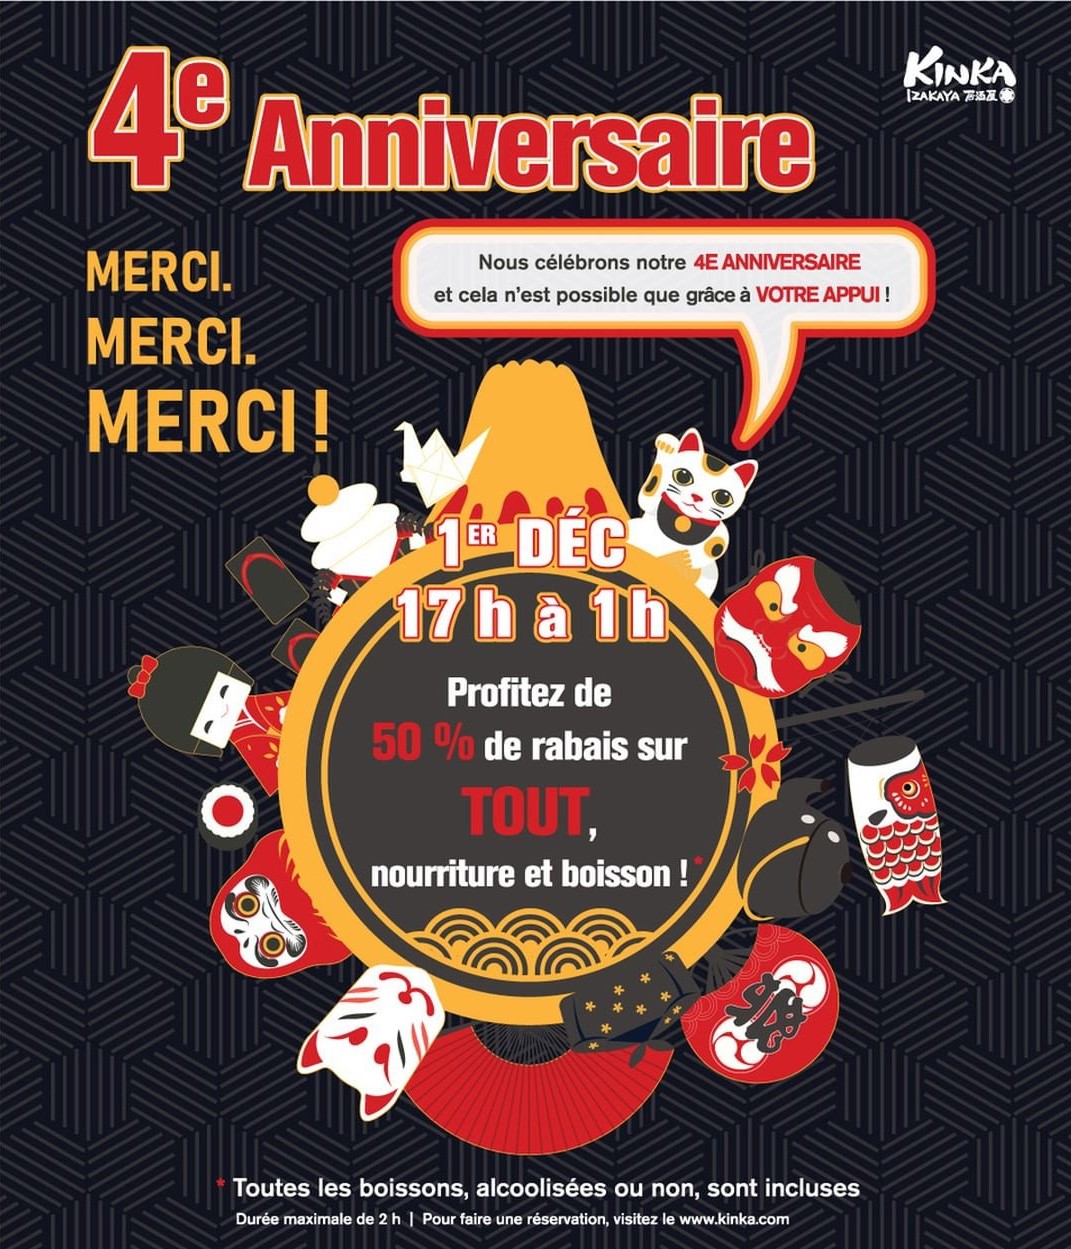 4e Anniversaire
KINKA
IZAKAYA 居酒屋
MERCI.
MERCI.
MERCI !
Nous célébrons notre 4E ANNIVERSAIRE
et cela n'est possible que grâce à VOTRE APPUI !
1ER DÉC
17 h à 1h
Profitez de
50 % de rabais sur
TOUT,
nourriture et boisson ! *
* Toutes les boissons, alcoolisées ou non, sont incluses
Durée maximale de 2 h | Pour faire une réservation, visitez le www.kinka.com